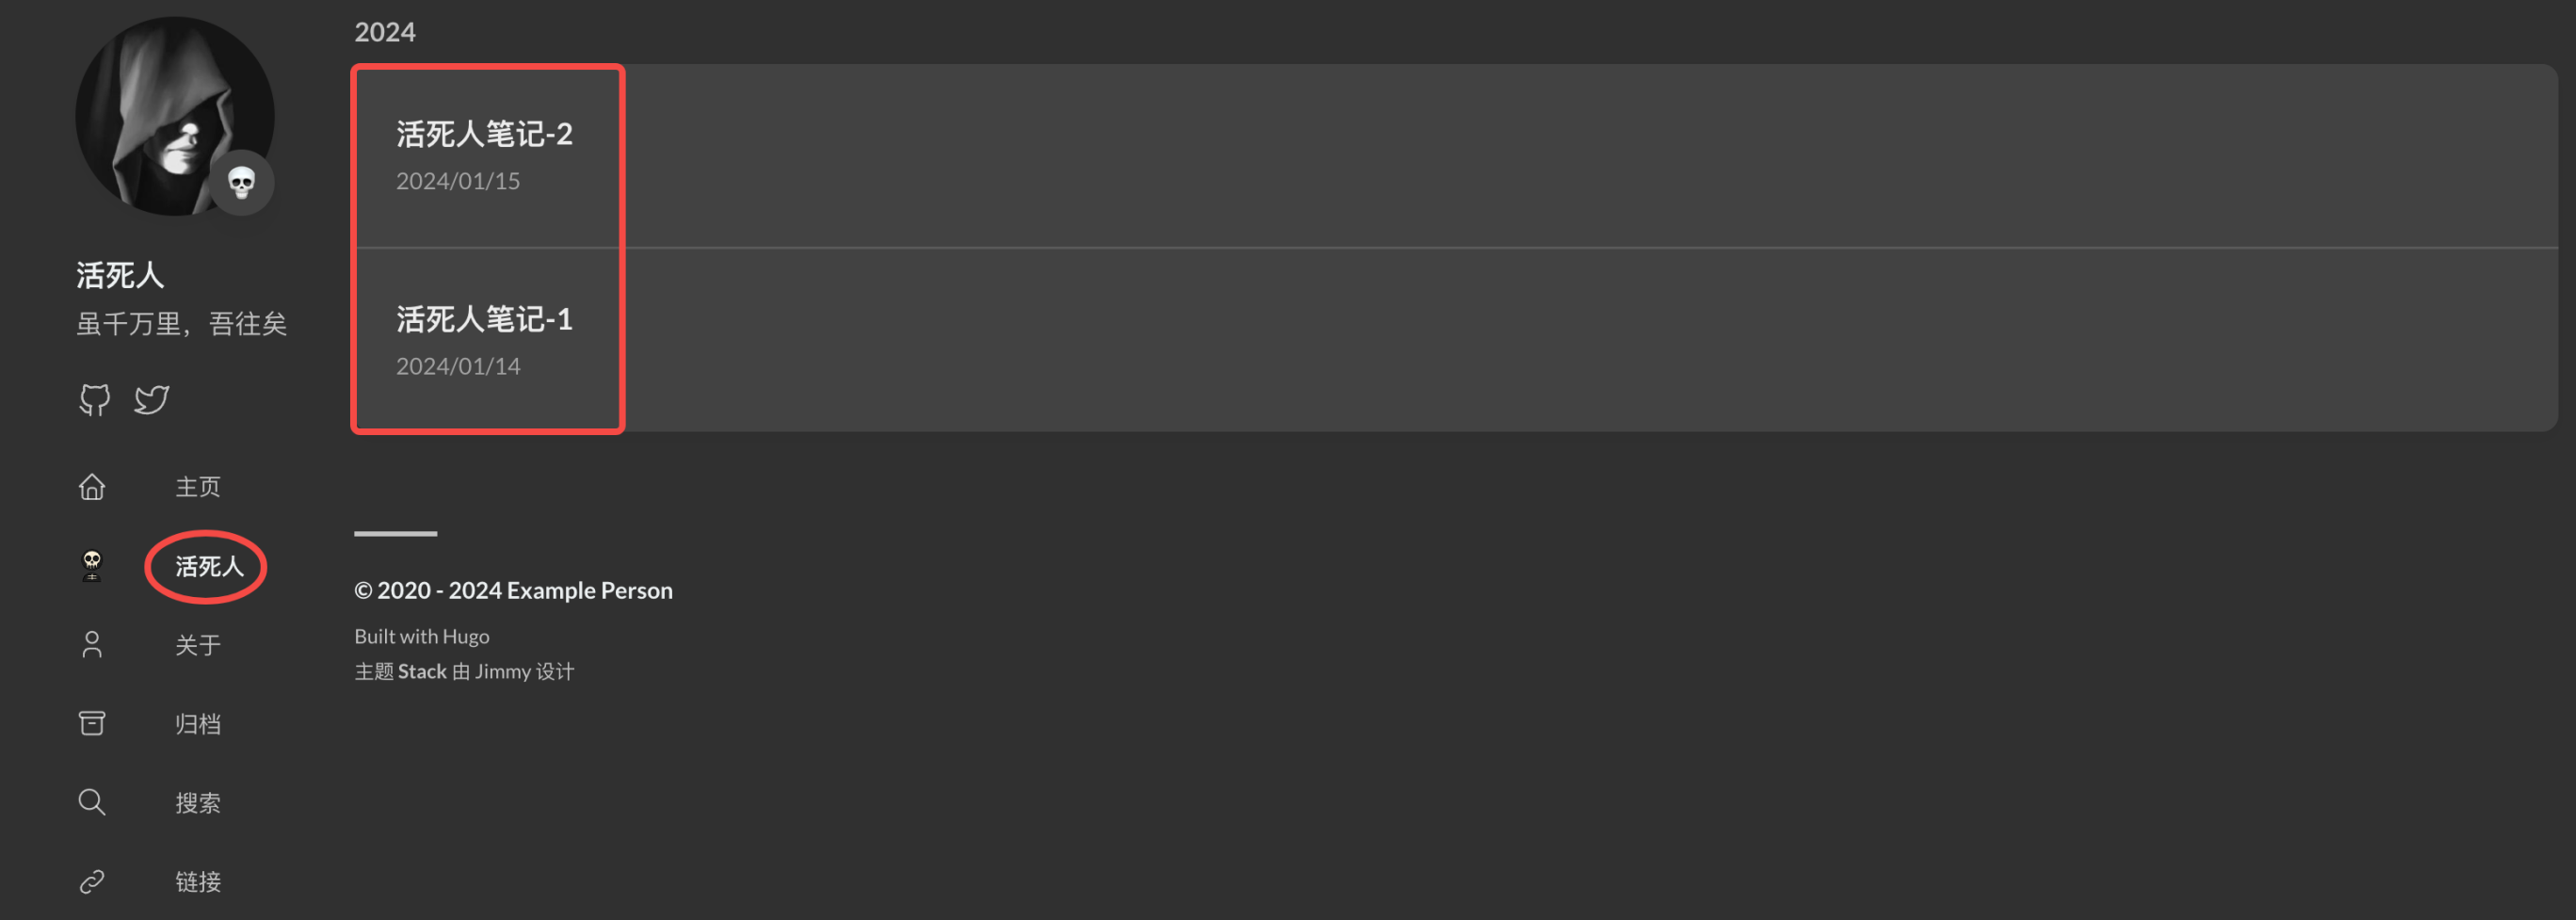 活死人
虽千万里，吾往矣
主页
活死人
关于
归档
搜索
链接
2024
活死人笔记-2
2024/01/15
活死人笔记-1
2024/01/14
© 2020 - 2024 Example Person
Built with Hugo
主题 Stack 由 Jimmy 设计